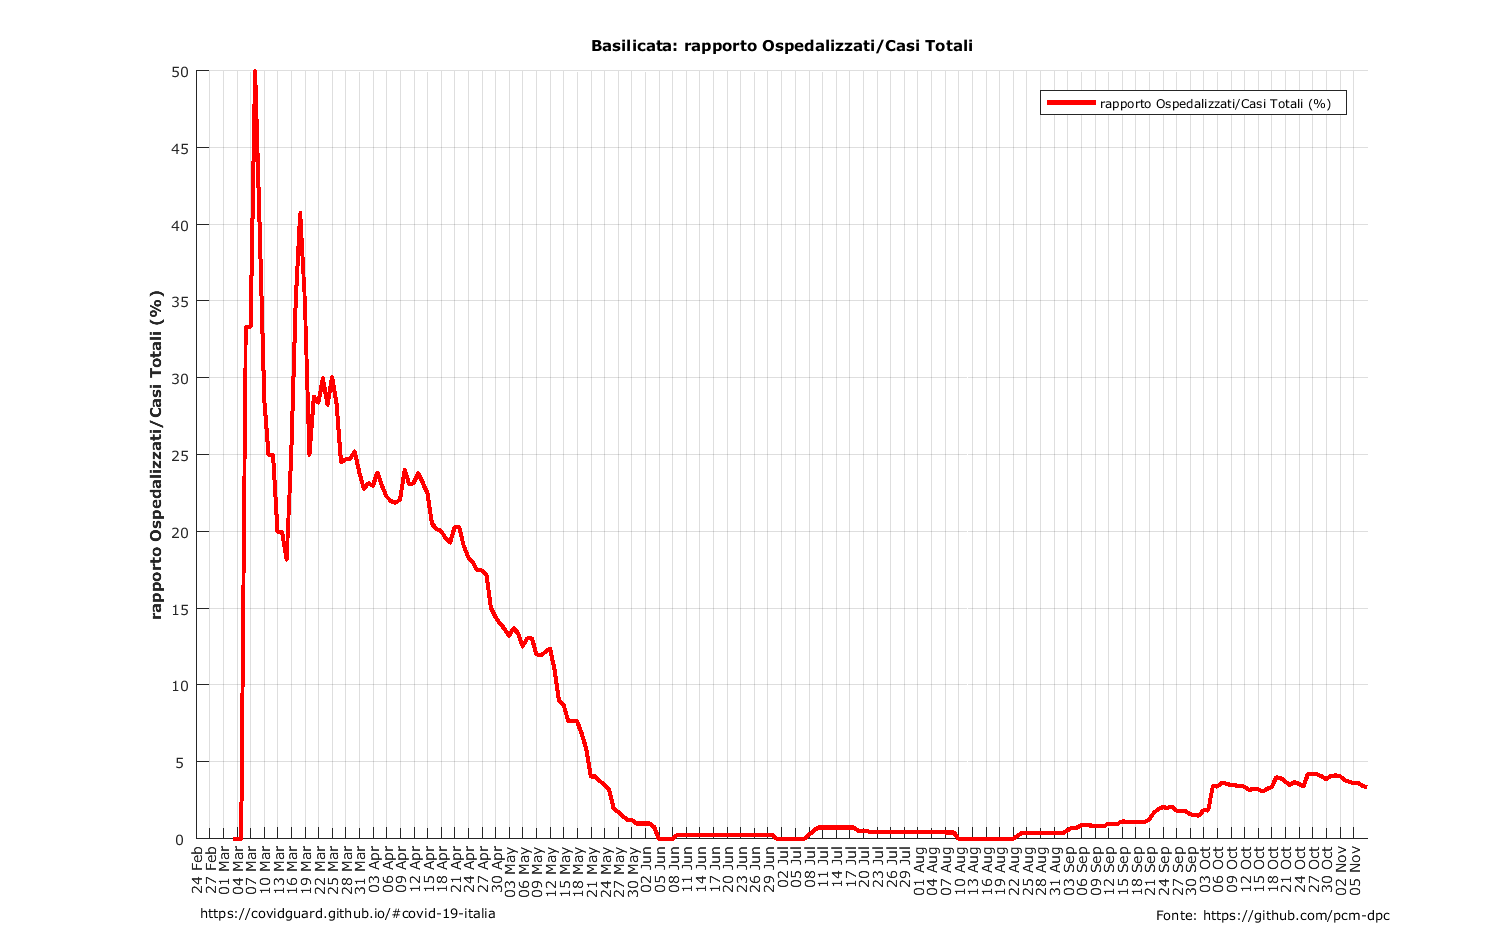 Basilicata: rapporto Ospedalizzati/Casi Totali
rapporto Ospedalizzati/Casi Totali (%)
rapporto Ospedalizzati/Casi Totali (%)
50
45
40
35
30
25
20
15
10
5
0
24 Feb
27 Feb
01 Mar
04 Mar
07 Mar
10 Mar
13 Mar
16 Mar
19 Mar
22 Mar
25 Mar
28 Mar
31 Mar
03 Apr
06 Apr
09 Apr
12 Apr
15 Apr
18 Apr
21 Apr
24 Apr
27 Apr
30 Apr
03 May
06 May
09 May
12 May
15 May
18 May
21 May
24 May
27 May
30 May
02 Jun
05 Jun
08 Jun
11 Jun
14 Jun
17 Jun
20 Jun
23 Jun
26 Jun
29 Jun
02 Jul
05 Jul
08 Jul
11 Jul
14 Jul
17 Jul
20 Jul
23 Jul
26 Jul
29 Jul
01 Aug
04 Aug
07 Aug
10 Aug
13 Aug
16 Aug
19 Aug
22 Aug
25 Aug
28 Aug
31 Aug
03 Sep
06 Sep
09 Sep
12 Sep
15 Sep
18 Sep
21 Sep
24 Sep
27 Sep
30 Sep
03 Oct
06 Oct
09 Oct
12 Oct
15 Oct
18 Oct
21 Oct
24 Oct
27 Oct
30 Oct
02 Nov
05 Nov
https://covidguard.github.io/#covid-19-italia
Fonte: https://github.com/pcm-dpc